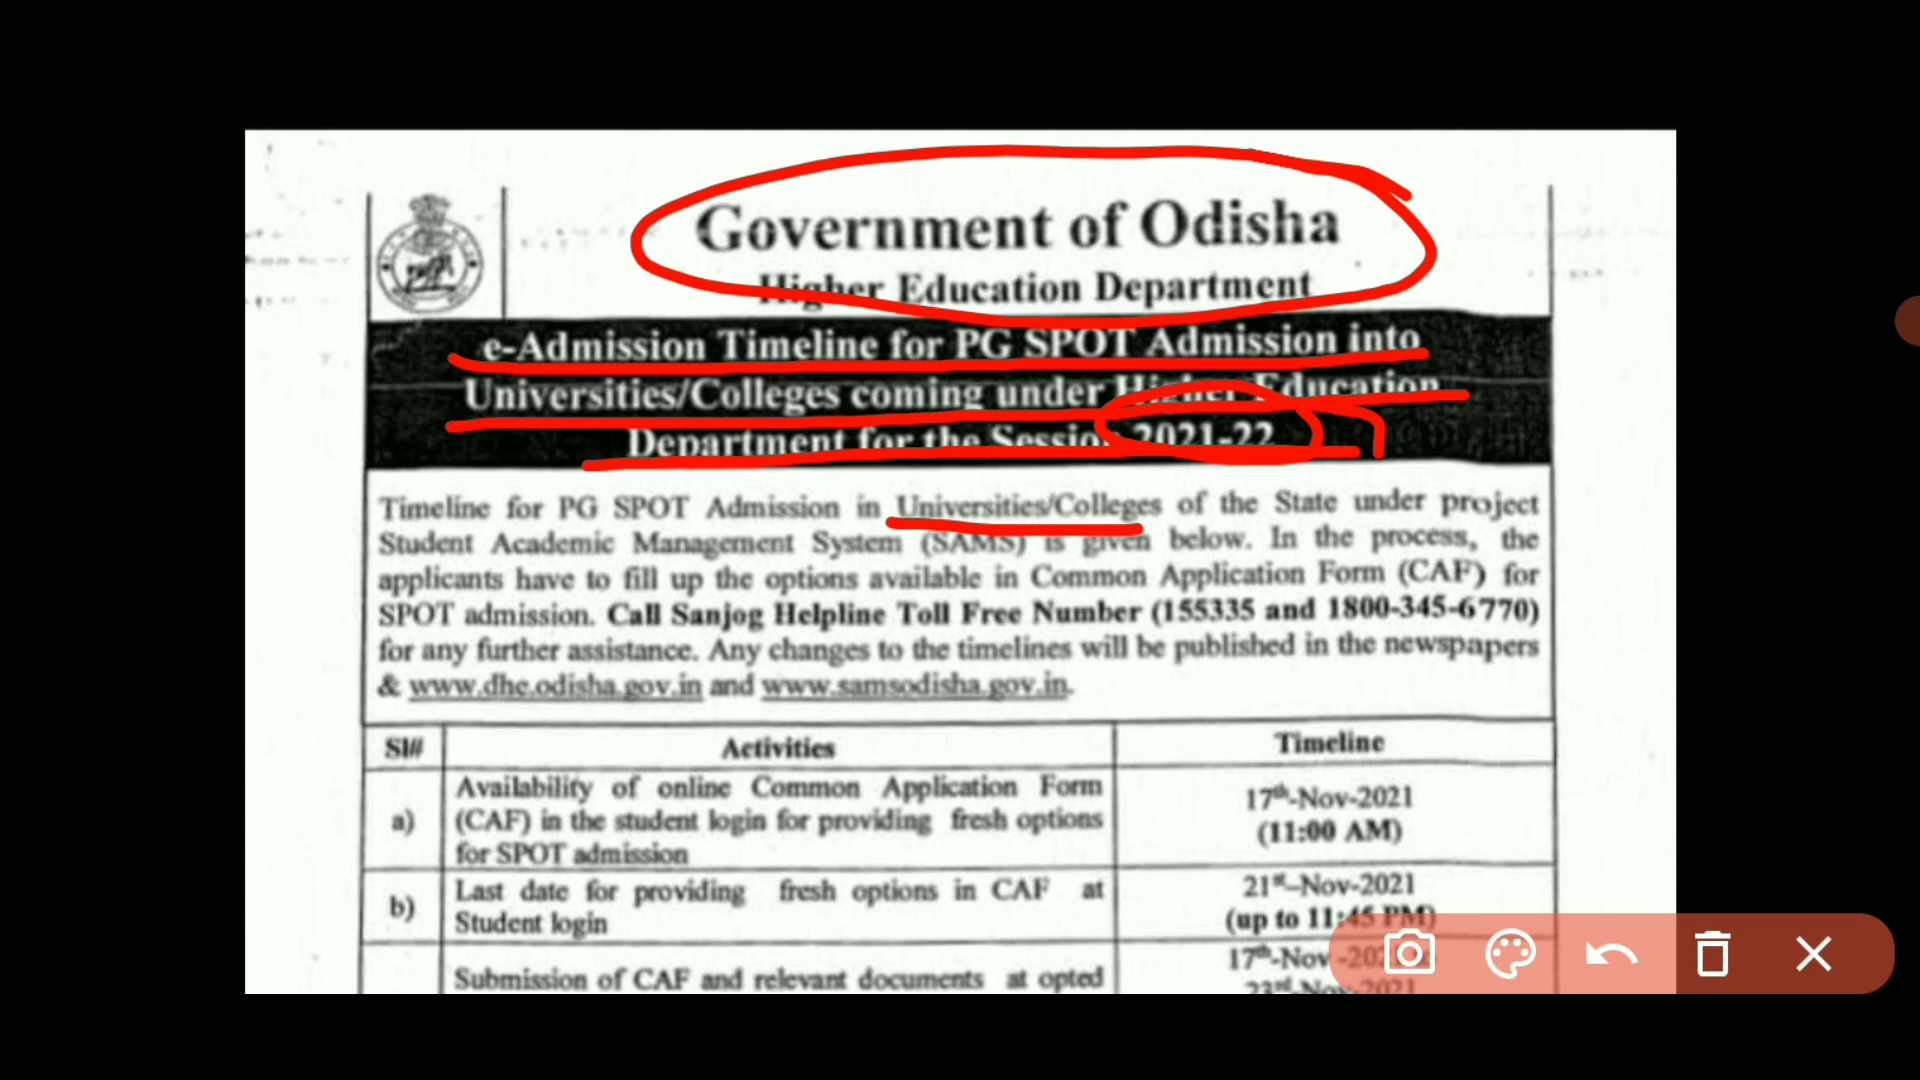 Government of Odisha
Higher Education Department
e-Admission Timeline for PG SPOT Admission into
Universities/Colleges coming under Higher Education
Department for the Session 2021-22
Timeline for PG SPOT Admission in Universities/Colleges of the State under project
Student Academic Management System (SAMS) is given below. In the process, the
applicants have to fill up the options available in Common Application Form (CAF) for
SPOT admission. Call Sanjog Helpline Toll Free Number (155335 and 1800-345-6770)
for any further assistance. Any changes to the timelines will be published in the newspapers
& www.dhe.odisha.gov.in and www.samsodisha.gov.in.
Sl# Activities Timeline
a) Availability of online Common Application Form
(CAF) in the student login for providing fresh options
for SPOT admission
17th-Nov-2021
(11:00 AM)
b) Last date for providing fresh options in CAF at
Student login
21st-Nov-2021
(up to 11:45 PM)
Submission of CAF and relevant documents at opted
17th-Nov -2021
23rd-Nov-2021